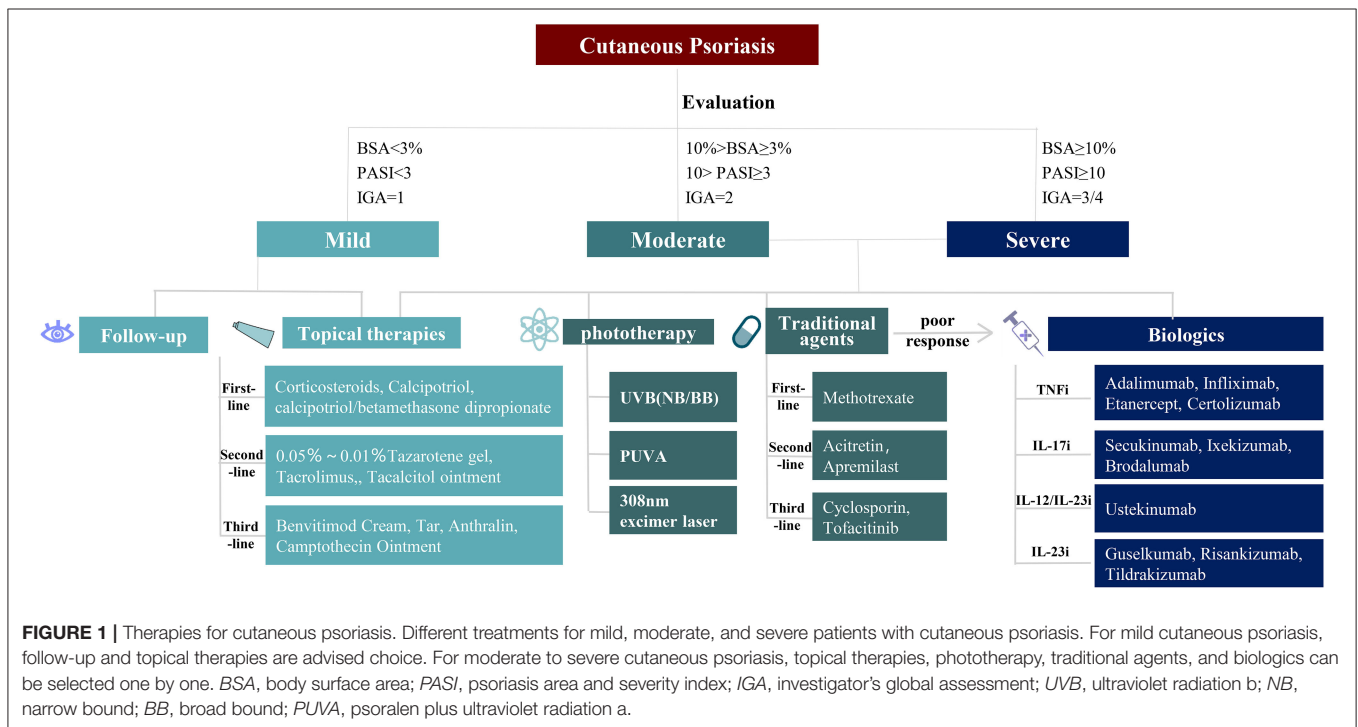 Cutaneous Psoriasis
Evaluation
BSA<3%
PASI<3
IGA=1
10%>BSA≥3%
10> PASI≥3
IGA=2
BSA≥10%
PASI≥10
IGA=3/4
Mild
Moderate
Severe
Follow-up
Topical therapies
First-
line
Corticosteroids, Calcipotriol,
calcipotriol/betamethasone dipropionate
Second
-line
0.05%~0.01%Tazarotene gel,
Tacrolimus,, Tacalcitol ointment
Third
-line
Benvitimod Cream, Tar, Anthralin,
Camptothecin Ointment
phototherapy
UVB(NB/BB)
PUVA
308nm
excimer laser
Traditional
agents
First-
line
Methotrexate
Second
-line
Acitretin,
Apremilast
Third
-line
Cyclosporin,
Tofacitinib
poor
response
Biologics
TNFi
Adalimumab, Infliximab,
Etanercept, Certolizumab
IL-17i
Secukinumab, Ixekizumab,
Brodalumab
IL-12/IL-23i
Ustekinumab
IL-23i
Guselkumab, Risankizumab,
Tildrakizumab
FIGURE 1 | Therapies for cutaneous psoriasis. Different treatments for mild, moderate, and severe patients with cutaneous psoriasis. For mild cutaneous psoriasis,
follow-up and topical therapies are advised choice. For moderate to severe cutaneous psoriasis, topical therapies, phototherapy, traditional agents, and biologics can
be selected one by one. BSA, body surface area; PASI, psoriasis area and severity index; IGA, investigator's global assessment; UVB, ultraviolet radiation b; NB,
narrow bound; BB, broad bound; PUVA, psoralen plus ultraviolet radiation a.